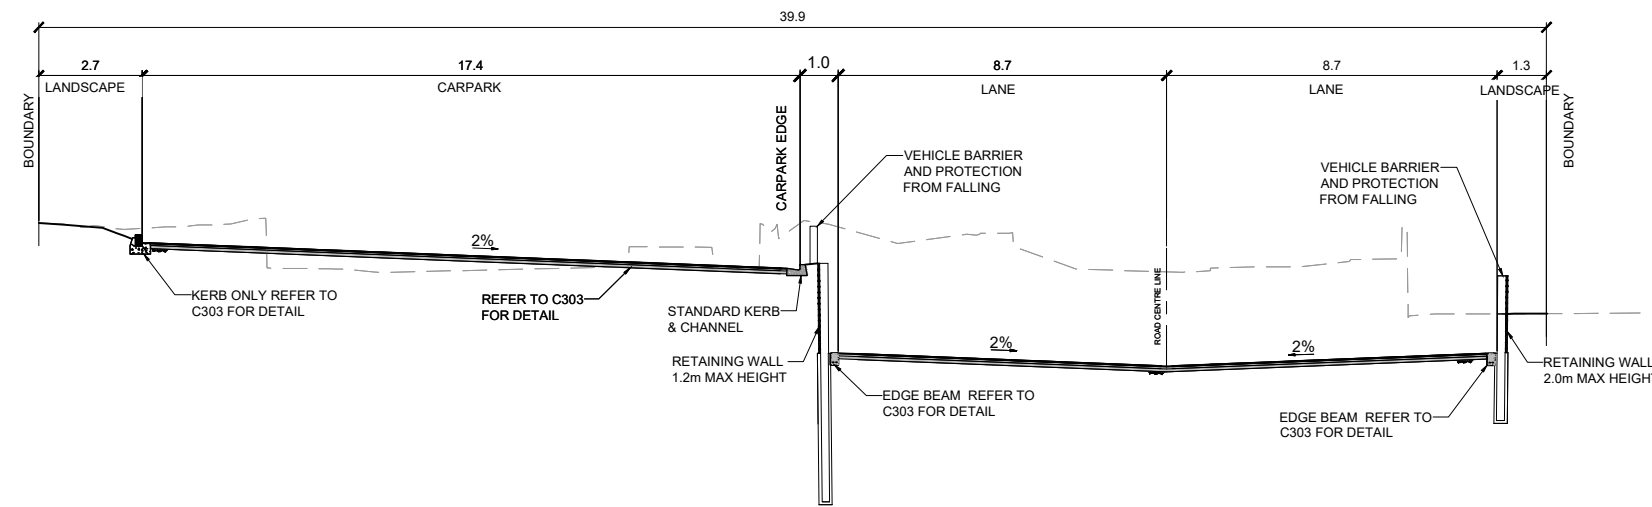 39.9
2.7
17.4
1.0
8.7
8.7
1.3
LANDSCAPE
CARPARK
LANE
LANE
LANDSCAPE
BOUNDARY
CARPARK EDGE
BOUNDARY
VEHICLE BARRIER
AND PROTECTION
FROM FALLING
VEHICLE BARRIER
AND PROTECTION
FROM FALLING
2%
ROAD CENTRE LINE
KERB ONLY REFER TO
C303 FOR DETAIL
REFER TO C303
FOR DETAIL
STANDARD KERB
& CHANNEL
2%
2%
RETAINING WALL
1.2m MAX HEIGHT
RETAINING WALL
2.0m MAX HEIGHT
EDGE BEAM REFER TO
C303 FOR DETAIL
EDGE BEAM REFER TO
C303 FOR DETAIL